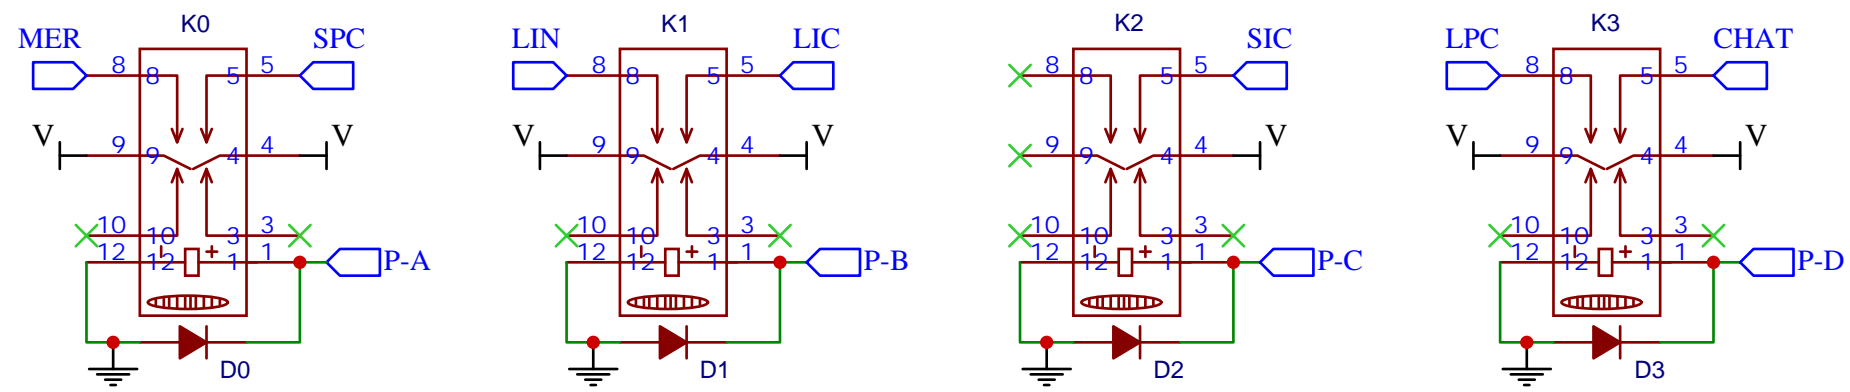 K0
MER SPC
8 8 5 5
V V
9 9 4 4
10 10 3 3
12 12 + 1 1
P-A
D0
K1
LIN LIC
8 8 5 5
V V
9 9 4 4
10 10 3 3
12 12 + 1 1
P-B
D1
K2
SIC
8 8 5 5
V
9 9 4 4
10 10 3 3
12 12 + 1 1
P-C
D2
K3
LPC CHAT
8 8 5 5
V V
9 9 4 4
10 10 3 3
12 12 + 1 1
P-D
D3